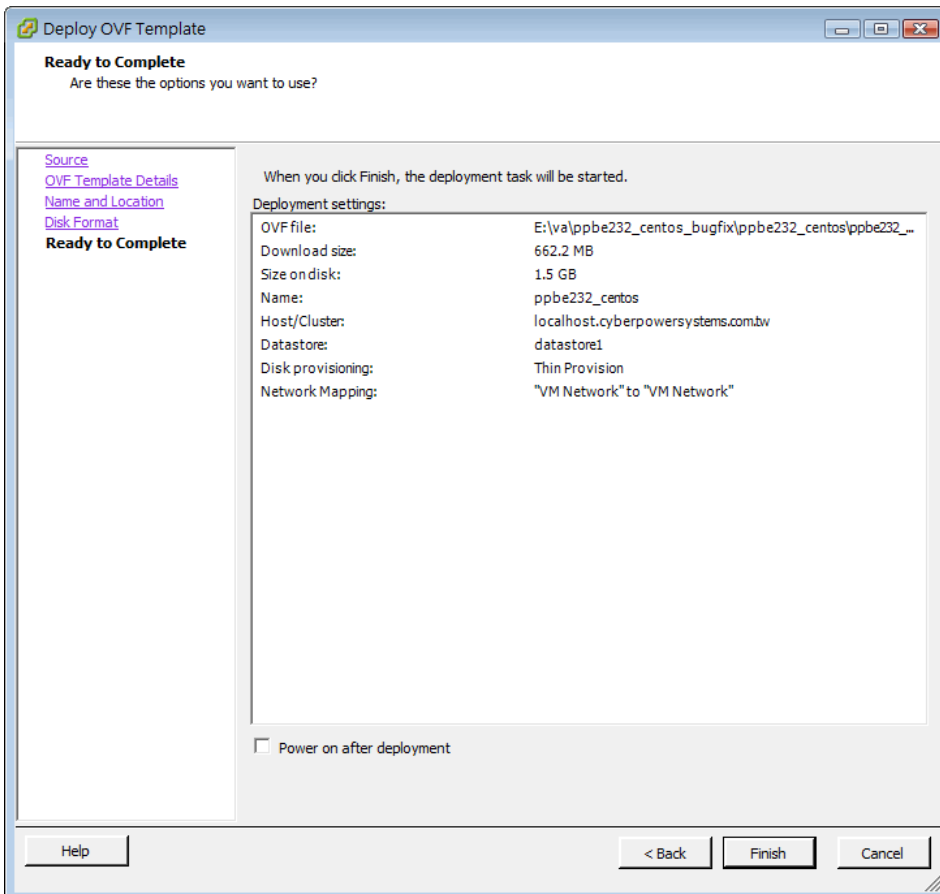 Deploy OVF Template
Ready to Complete
Are these the options you want to use?
Source
OVF Template Details
Name and Location
Disk Format
Ready to Complete
When you click Finish, the deployment task will be started.
Deployment settings:
OVF file: E:\va\ppbe232_centos_bugfix\ppbe232_centos\ppbe232_...
Download size: 662.2 MB
Size on disk: 1.5 GB
Name: ppbe232_centos
Host/Cluster: localhost.cyberpowersystems.com.tw
Datastore: datastore1
Disk provisioning: Thin Provision
Network Mapping: "VM Network" to "VM Network"
Power on after deployment
Help
< Back
Finish
Cancel